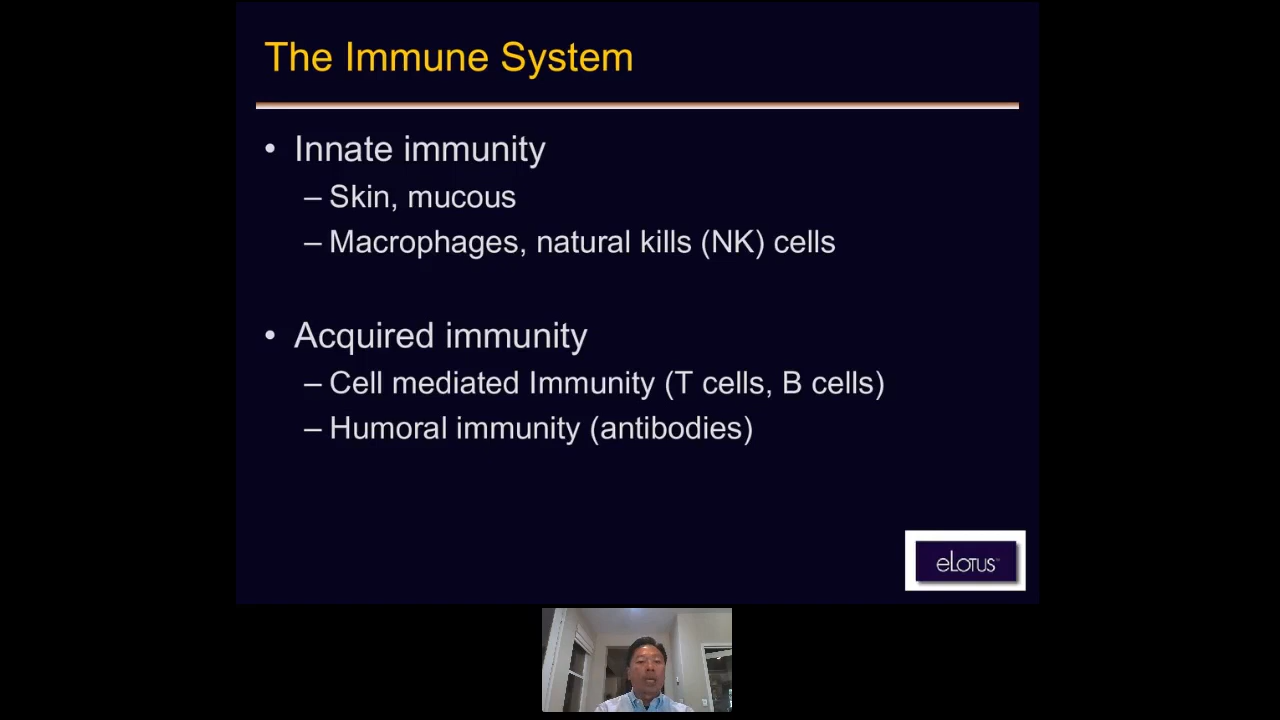 The Immune System
• Innate immunity
– Skin, mucous
– Macrophages, natural kills (NK) cells
• Acquired immunity
– Cell mediated Immunity (T cells, B cells)
– Humoral immunity (antibodies)
eLOTUS™